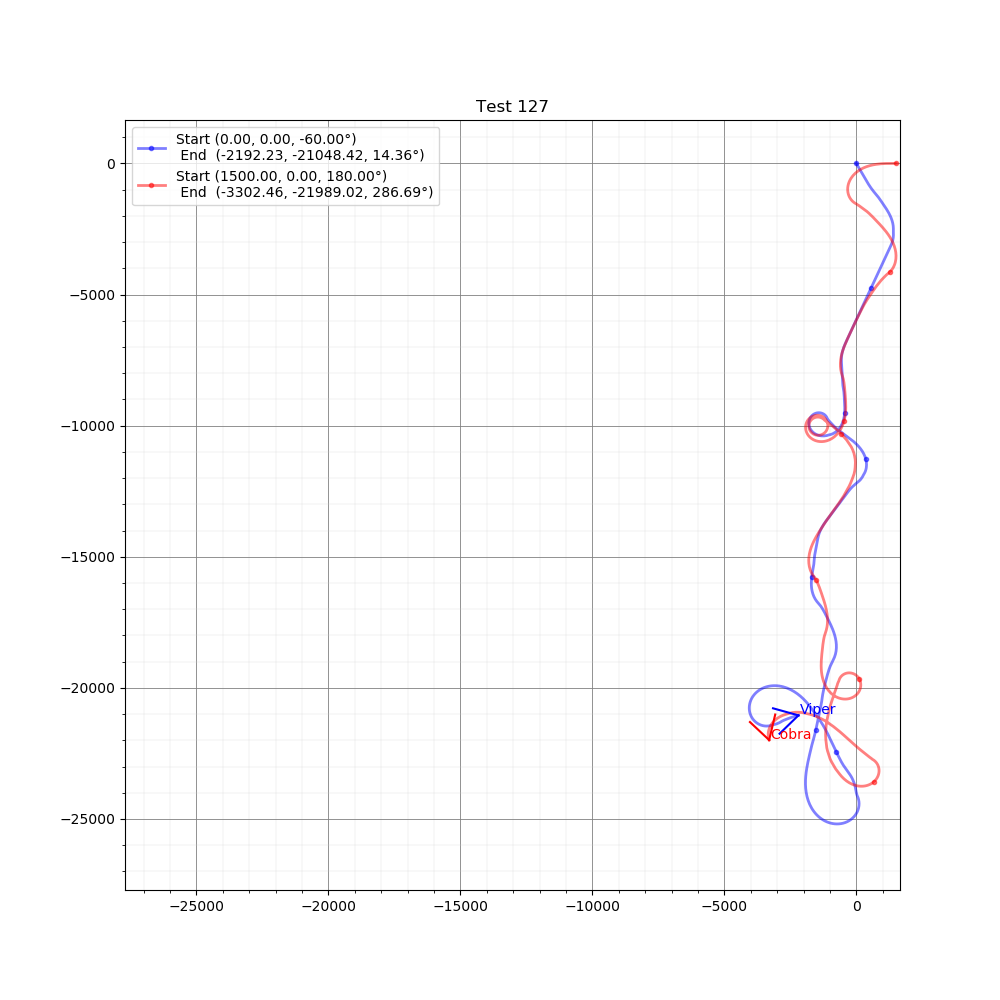 Test 127
Start (0.00, 0.00, -60.00°)
End  (-2192.23, -21048.42, 14.36°)
Start (1500.00, 0.00, 180.00°)
End  (-3302.46, -21989.02, 286.69°)
0
−5000
−10000
−15000
−20000
−25000
Viper
Cobra
−25000
−20000
−15000
−10000
−5000
0